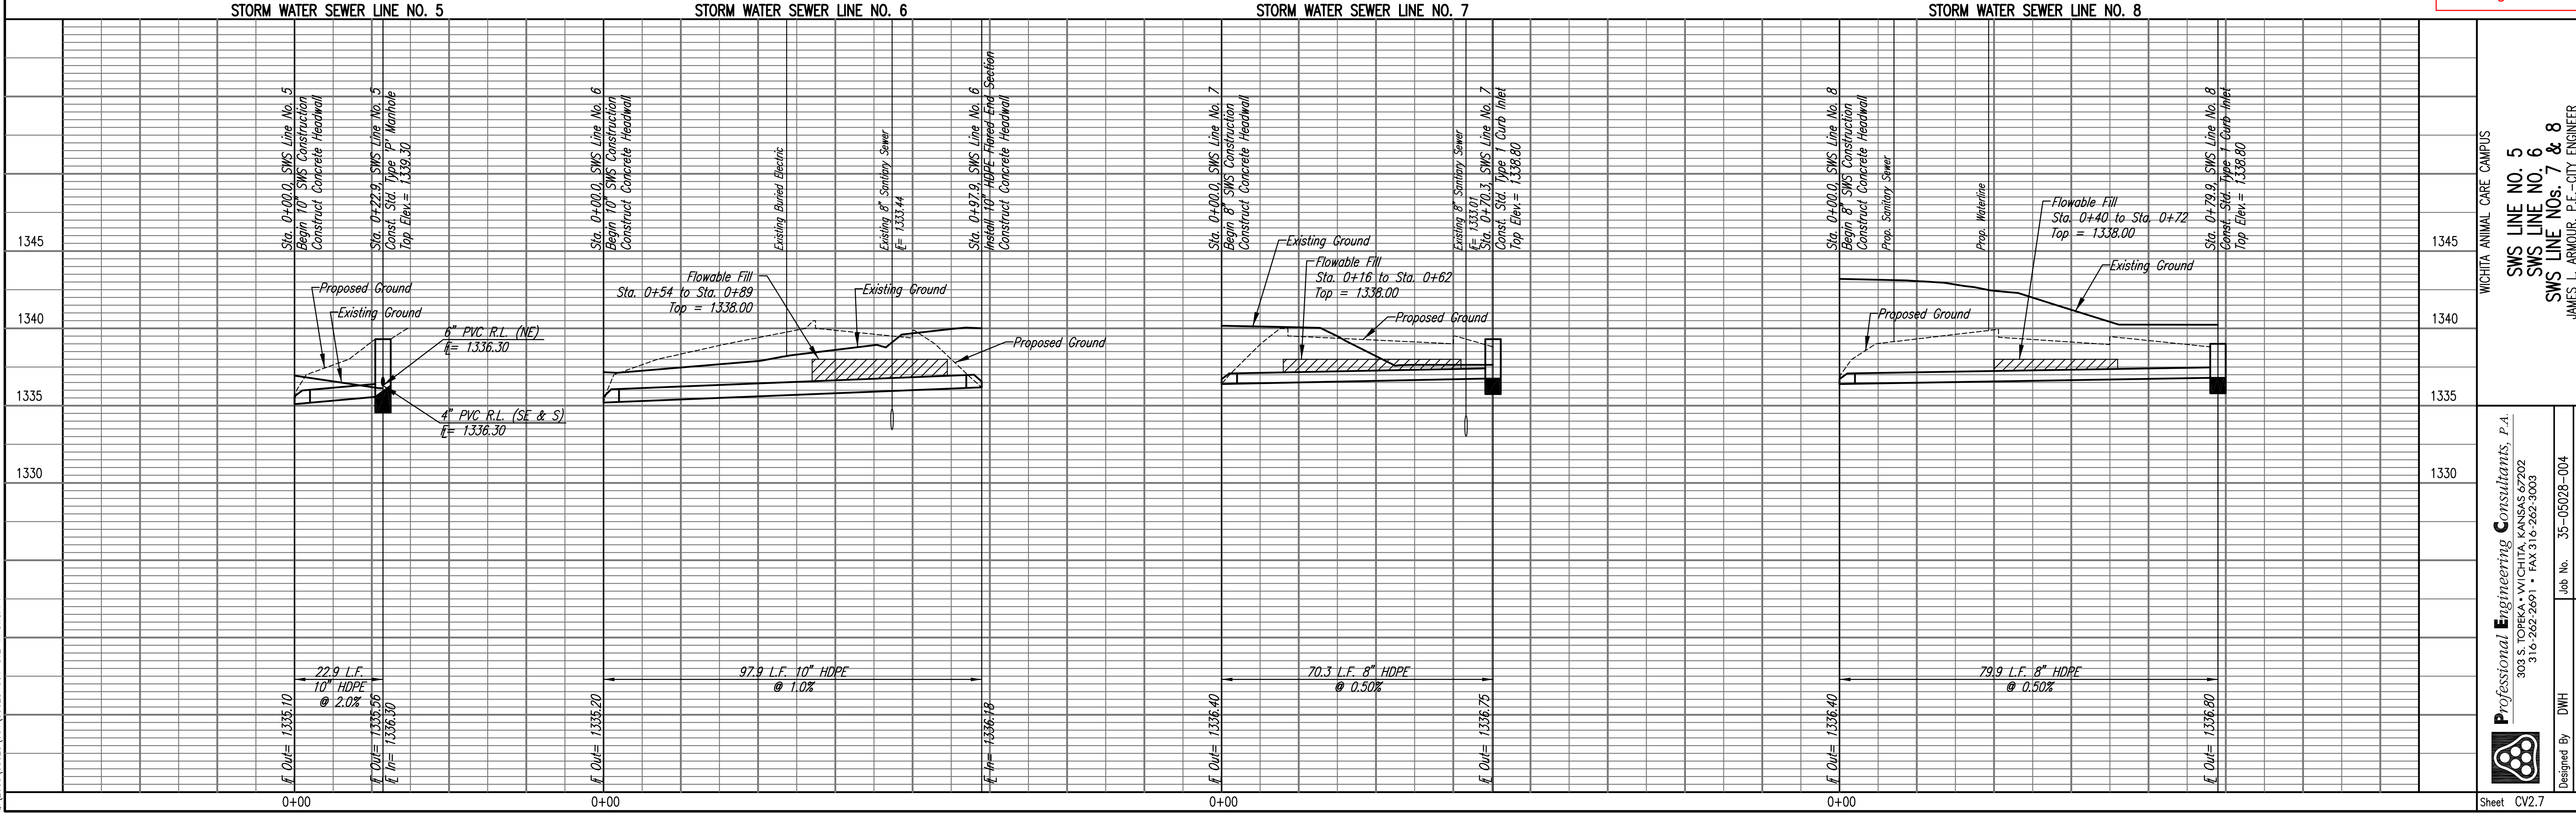 STORM WATER SEWER LINE NO. 5
STORM WATER SEWER LINE NO. 6
STORM WATER SEWER LINE NO. 7
STORM WATER SEWER LINE NO. 8
Sta. 0+00.0, SWS Line No. 5
Begin 10" SWS Construction
Construct Concrete Headwall
Sta. 0+22.9, SWS Line No. 5
Const. Std. Type 'P' Manhole
Top Elev.= 1339.30
Proposed Ground
Existing Ground
6" PVC R.L. (NE)
℄= 1336.30
4" PVC R.L. (SE & S)
℄= 1336.30
22.9 L.F.
10" HDPE
@ 2.0%
℄ Out= 1335.10
℄ Out= 1335.56
℄ In= 1336.30
0+00
Sta. 0+00.0, SWS Line No. 6
Begin 10" SWS Construction
Construct Concrete Headwall
Existing Buried Electric
Existing 8" Sanitary Sewer
℄= 1333.44
Sta. 0+97.9, SWS Line No. 6
Install 10" HDPE Flared End Section
Construct Concrete Headwall
Flowable Fill
Sta. 0+54 to Sta. 0+89
Top = 1338.00
Existing Ground
Proposed Ground
97.9 L.F. 10" HDPE
@ 1.0%
℄ Out= 1335.20
℄ In= 1336.18
0+00
Sta. 0+00.0, SWS Line No. 7
Begin 8" SWS Construction
Construct Concrete Headwall
Existing 8" Sanitary Sewer
℄= 1333.01
Sta. 0+70.3, SWS Line No. 7
Const. Std. Type 1 Curb Inlet
Top Elev.= 1338.80
Existing Ground
Flowable Fill
Sta. 0+16 to Sta. 0+62
Top = 1338.00
Proposed Ground
70.3 L.F. 8" HDPE
@ 0.50%
℄ Out= 1336.40
℄ Out= 1336.75
0+00
Sta. 0+00.0, SWS Line No. 8
Begin 8" SWS Construction
Construct Concrete Headwall
Prop. Sanitary Sewer
Prop. Waterline
Sta. 0+79.9, SWS Line No. 8
Const. Std. Type 1 Curb Inlet
Top Elev.= 1338.80
Flowable Fill
Sta. 0+40 to Sta. 0+72
Top = 1338.00
Existing Ground
Proposed Ground
79.9 L.F. 8" HDPE
@ 0.50%
℄ Out= 1336.40
℄ Out= 1336.80
0+00
1345
1340
1335
1330
1345
1340
1335
1330
WICHITA ANIMAL CARE CAMPUS
SWS LINE NO. 5
SWS LINE NO. 6
SWS LINE NOs. 7 & 8
JAMES L. ARMOUR, P.E.-CITY ENGINEER
Professional Engineering Consultants, P.A.
303 S. TOPEKA • WICHITA, KANSAS 67202
316-262-2691 • FAX 316-262-3003
Job No. 355-05028-004
Designed By DWH
Sheet CV2.7